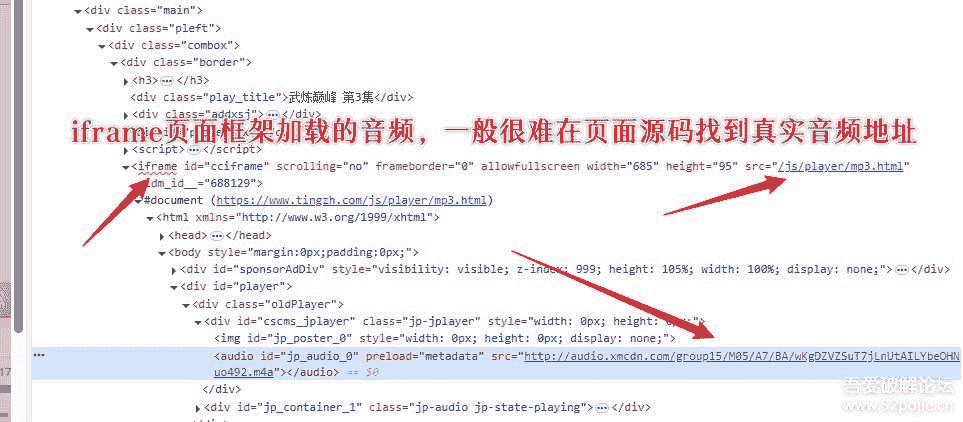 <div class="main">
<div class="pleft">
<div class="combox">
<div class="border">
<h3>⋯</h3>
<div class="play_title">武炼巅峰 第3集</div>
<div class="addxsj">⋯</div>
iframe页面框架加载的音频，一般很难在页面源码找到真实音频地址
<script>⋯</script>
<iframe id="cciframe" scrolling="no" frameborder="0" allowfullscreen width="685" height="95" src="/js/player/mp3.html"
idm_id__="688129">
#document (https://www.tingzh.com/js/player/mp3.html)
<html xmlns="http://www.w3.org/1999/xhtml">
<head>⋯</head>
<body style="margin:0px;padding:0px;">
<div id="sponsorAdDiv" style="visibility: visible; z-index: 999; height: 105%; width: 100%; display: none;">⋯</div>
<div id="player">
<div class="oldPlayer">
<div id="cscms_jplayer" class="jp-jplayer" style="width: 0px; height: 0px;">
<img id="jp_poster_0" style="width: 0px; height: 0px; display: none;">
<audio id="jp_audio_0" preload="metadata" src="http://audio.xmcdn.com/group15/M05/A7/BA/wKgDZVZSuT7jLnUtAILYbeOHN
uo492.m4a"></audio> == $0
</div>
<div id="jp_container_1" class="jp-audio jp-state-playing">⋯</div>
</div>
17
吾爱破解论坛
www.52pojie.cn